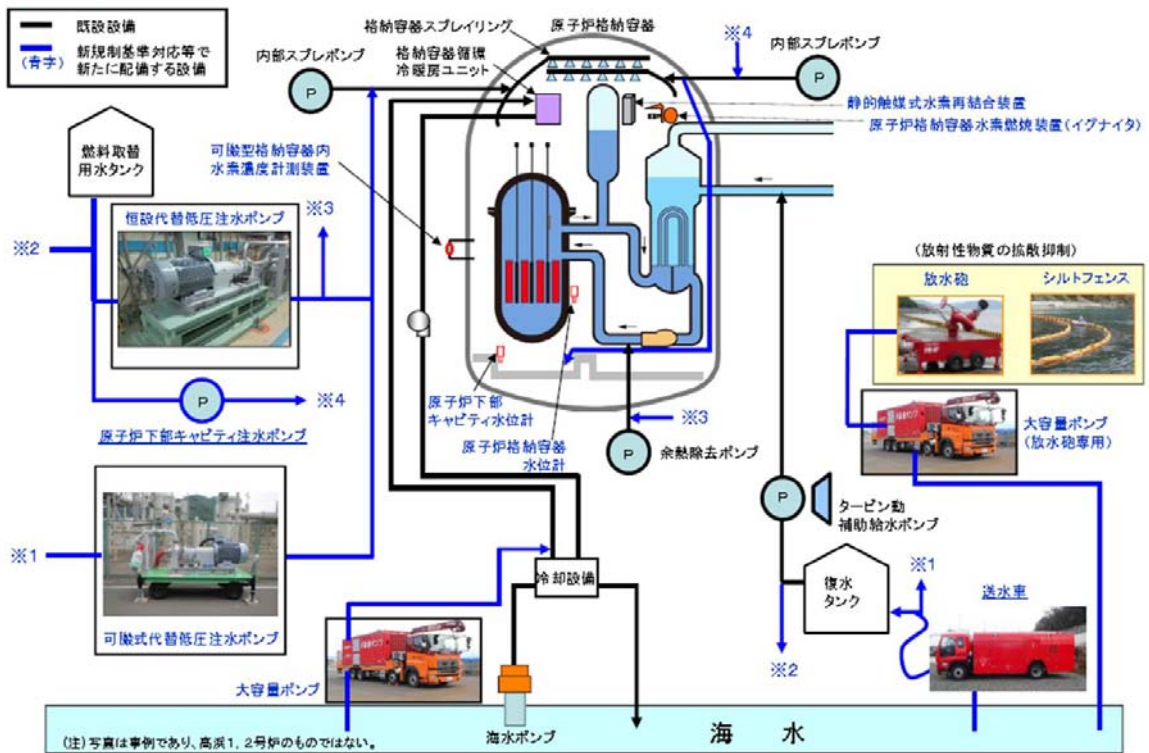 既設設備
新規制基準対応等で
(青字)
新たに配備する設備
格納容器スプレイリング
原子炉格納容器
※4
内部スプレポンプ
格納容器循環
冷暖房ユニット
内部スプレポンプ
P
P
静的触媒式水素再結合装置
原子炉格納容器水素燃焼装置(イグナイタ)
燃料取替
用水タンク
可搬型格納容器内
水素濃度計測装置
恒設代替低圧注水ポンプ
※3
※2
(放射性物質の拡散抑制)
放水砲
シルトフェンス
P
※4
原子炉下部キャビティ注水ポンプ
原子炉下部
キャビティ水位計
原子炉格納容器
水位計
※3
P
余熱除去ポンプ
大容量ポンプ
(放水砲専用)
P
タービン動
補助給水ポンプ
※1
可搬式代替低圧注水ポンプ
冷却設備
復水
タンク
※1
送水車
※2
大容量ポンプ
海水ポンプ
海水
(注)写真は事例であり、高浜1、2号炉のものではない。